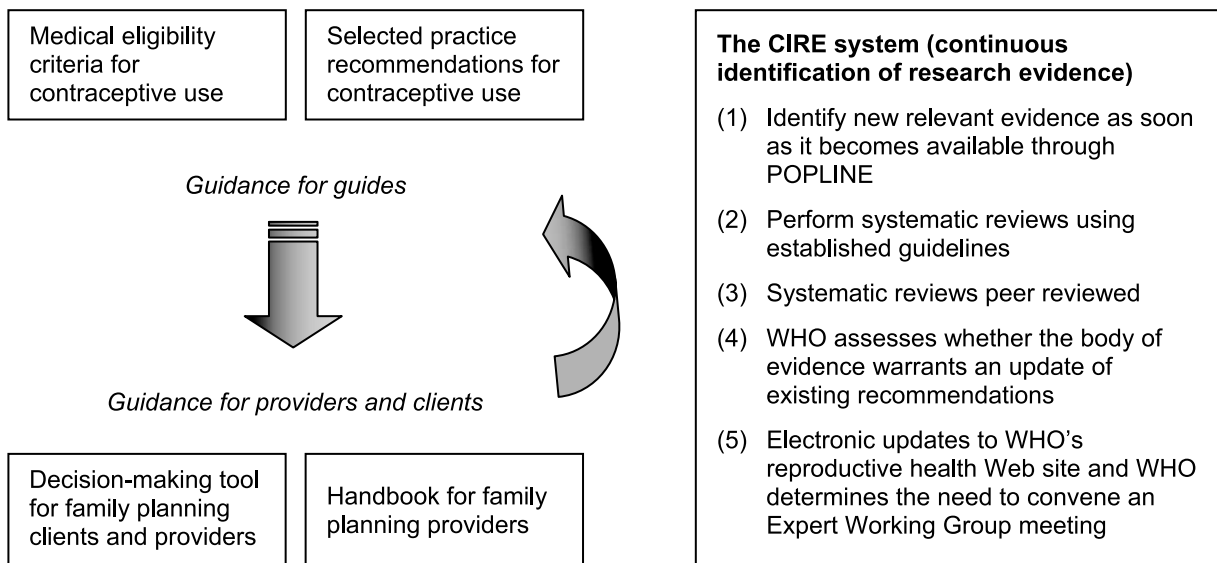 Medical eligibility
criteria for
contraceptive use
Selected practice
recommendations for
contraceptive use
Guidance for guides
Guidance for providers and clients
Decision-making tool
for family planning
clients and providers
Handbook for family
planning providers
The CIRE system (continuous
identification of research evidence)
(1) Identify new relevant evidence as soon
as it becomes available through
POPLINE
(2) Perform systematic reviews using
established guidelines
(3) Systematic reviews peer reviewed
(4) WHO assesses whether the body of
evidence warrants an update of
existing recommendations
(5) Electronic updates to WHO's
reproductive health Web site and WHO
determines the need to convene an
Expert Working Group meeting